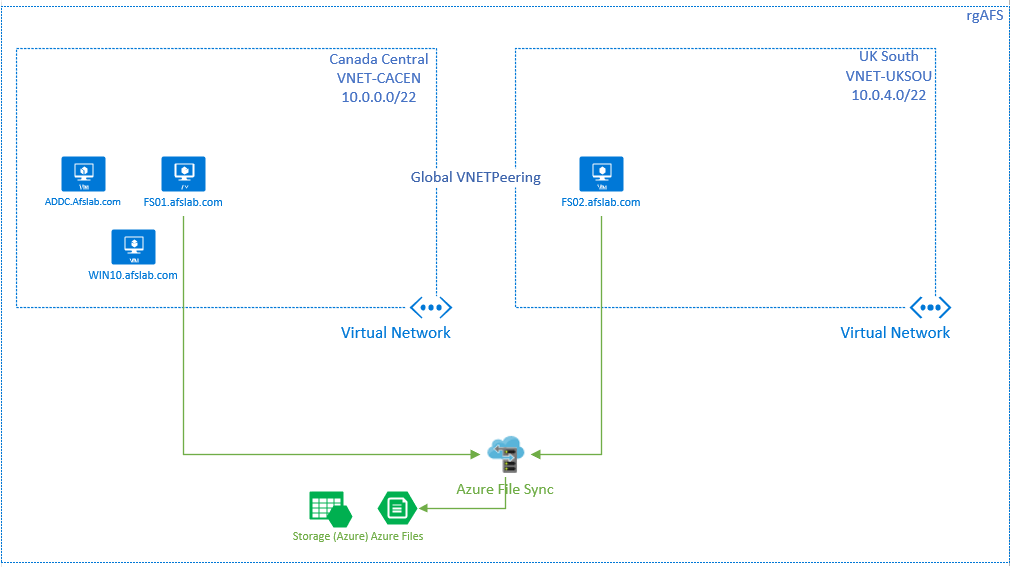 rgAFS
Canada Central
VNET-CACEN
10.0.0.0/22
UK South
VNET-UKSOU
10.0.4.0/22
Global VNETPeering
VM
ADDC.Afslab.com
FS01.afslab.com
VM
FS02.afslab.com
VM
WIN10.afslab.com
Virtual Network
Virtual Network
Azure File Sync
Storage (Azure)
Azure Files